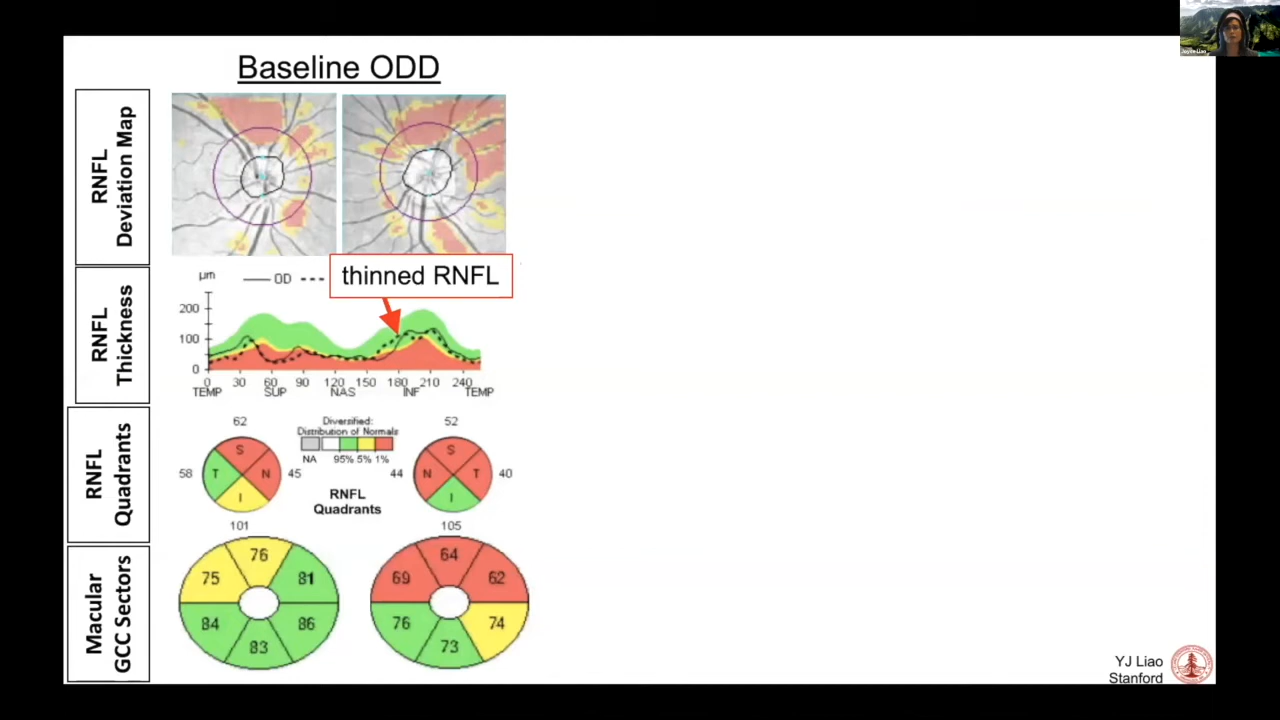 Joyce Liao
Baseline ODD
RNFL
Deviation Map
µm
OD
thinned RNFL
RNFL
Thickness
200
100
0
0 30 60 90 120 150 180 210 240
TEMP SUP NAS INF TEMP
RNFL
Quadrants
62
S
58 T N 45
I
101
Diversified:
Distribution of Normals
NA 95% 5% 1%
RNFL
Quadrants
52
S
44 N T 40
I
105
Macular
GCC Sectors
76
75 81
84 86
83
64
69 62
76 74
73
YJ Liao
Stanford